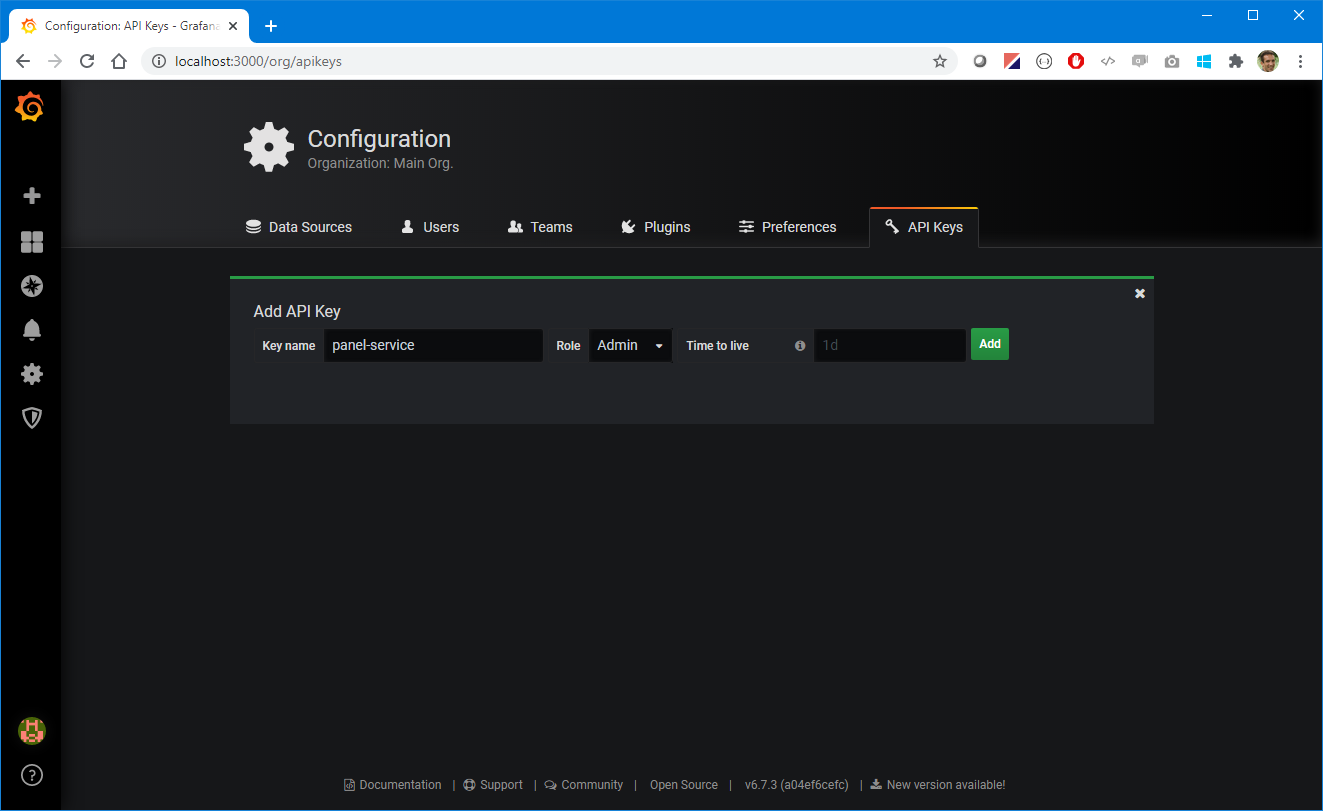 Configuration: API Keys - Grafana
localhost:3000/org/apikeys
Configuration
Organization: Main Org.
Data Sources Users Teams Plugins Preferences API Keys
Add API Key
Key name panel-service Role Admin Time to live 1d Add
Documentation | Support | Community | Open Source | v6.7.3 (a04ef6cefc) | New version available!